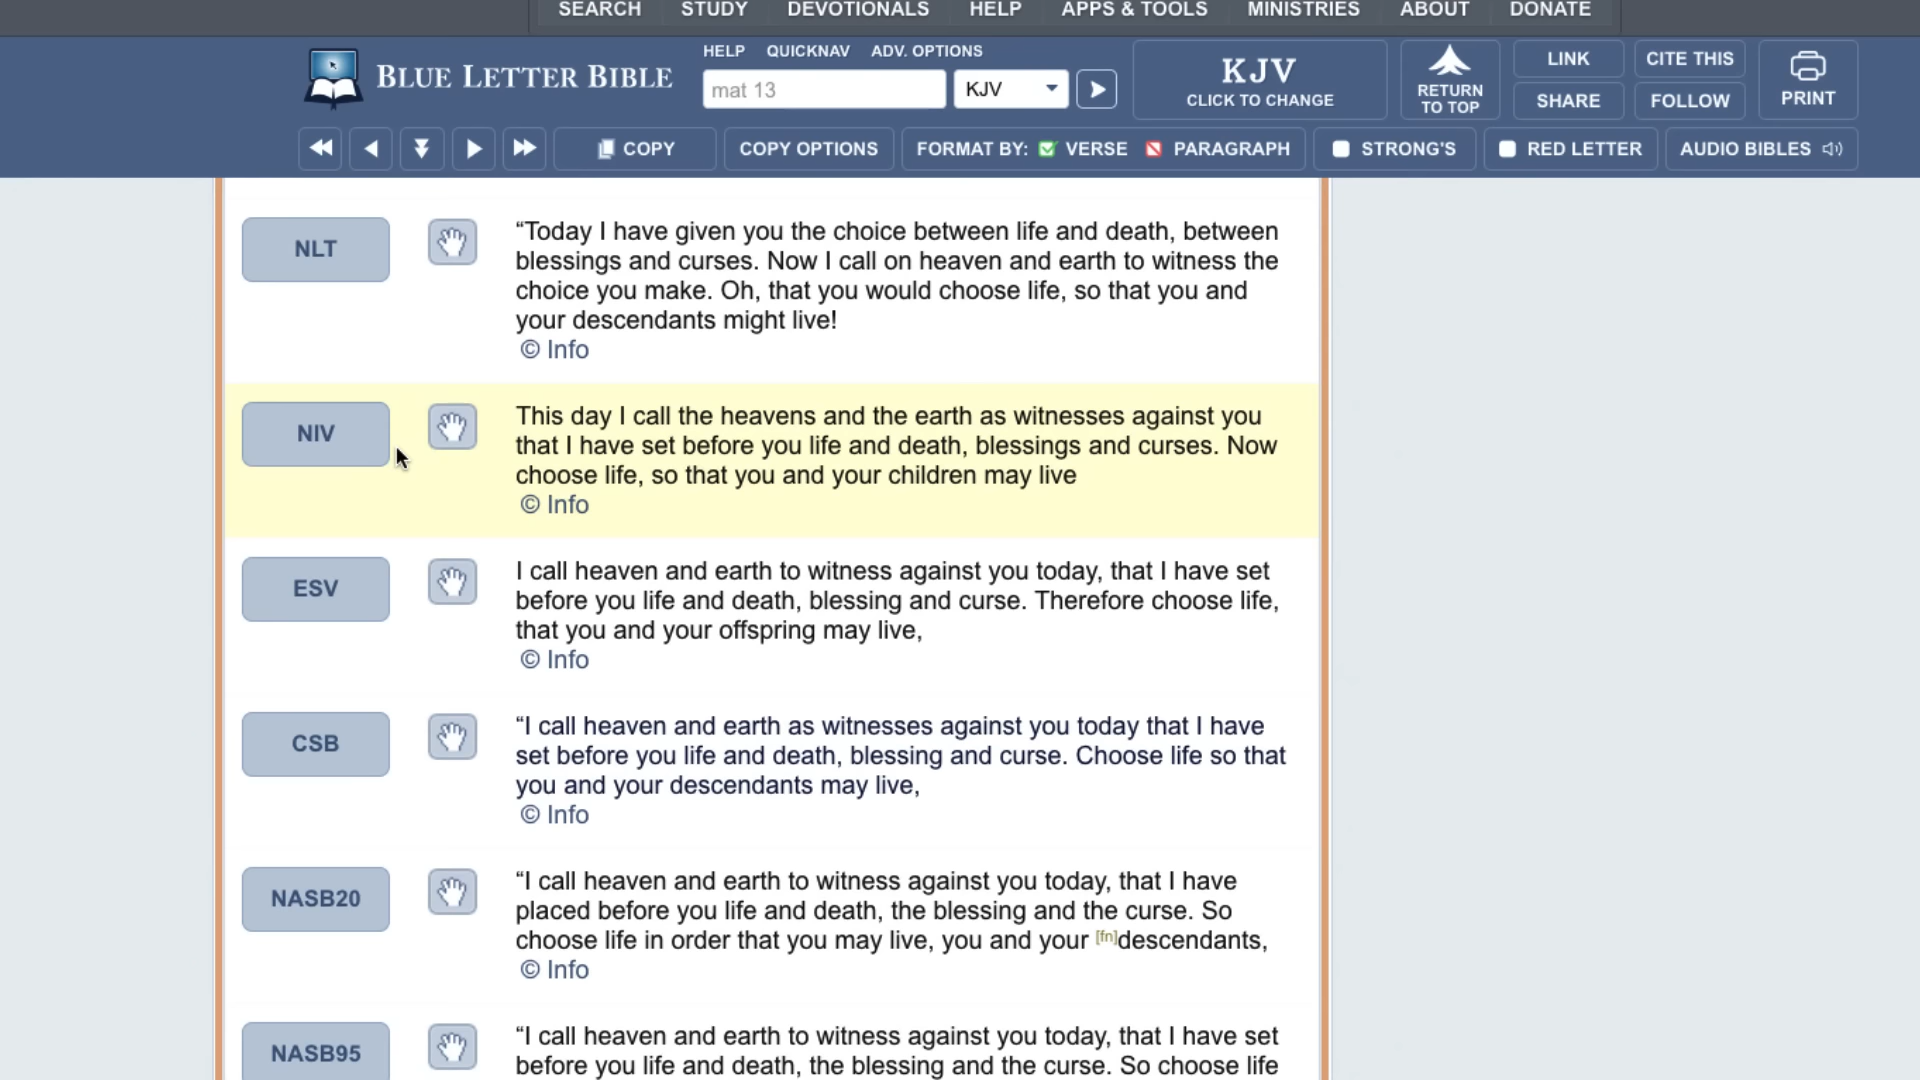 SEARCH STUDY DEVOTIONALS HELP APPS & TOOLS MINISTRIES ABOUT DONATE
BLUE LETTER BIBLE
HELP QUICKNAV ADV. OPTIONS
mat 13 KJV
KJV
CLICK TO CHANGE
RETURN
TO TOP
LINK CITE THIS
SHARE FOLLOW
PRINT
COPY COPY OPTIONS FORMAT BY: VERSE PARAGRAPH STRONG'S RED LETTER AUDIO BIBLES
NLT
“Today I have given you the choice between life and death, between
blessings and curses. Now I call on heaven and earth to witness the
choice you make. Oh, that you would choose life, so that you and
your descendants might live!
© Info
NIV
This day I call the heavens and the earth as witnesses against you
that I have set before you life and death, blessings and curses. Now
choose life, so that you and your children may live
© Info
ESV
I call heaven and earth to witness against you today, that I have set
before you life and death, blessing and curse. Therefore choose life,
that you and your offspring may live,
© Info
CSB
“I call heaven and earth as witnesses against you today that I have
set before you life and death, blessing and curse. Choose life so that
you and your descendants may live,
© Info
NASB20
“I call heaven and earth to witness against you today, that I have
placed before you life and death, the blessing and the curse. So
choose life in order that you may live, you and your [fn]descendants,
© Info
NASB95
“I call heaven and earth to witness against you today, that I have set
before you life and death, the blessing and the curse. So choose life